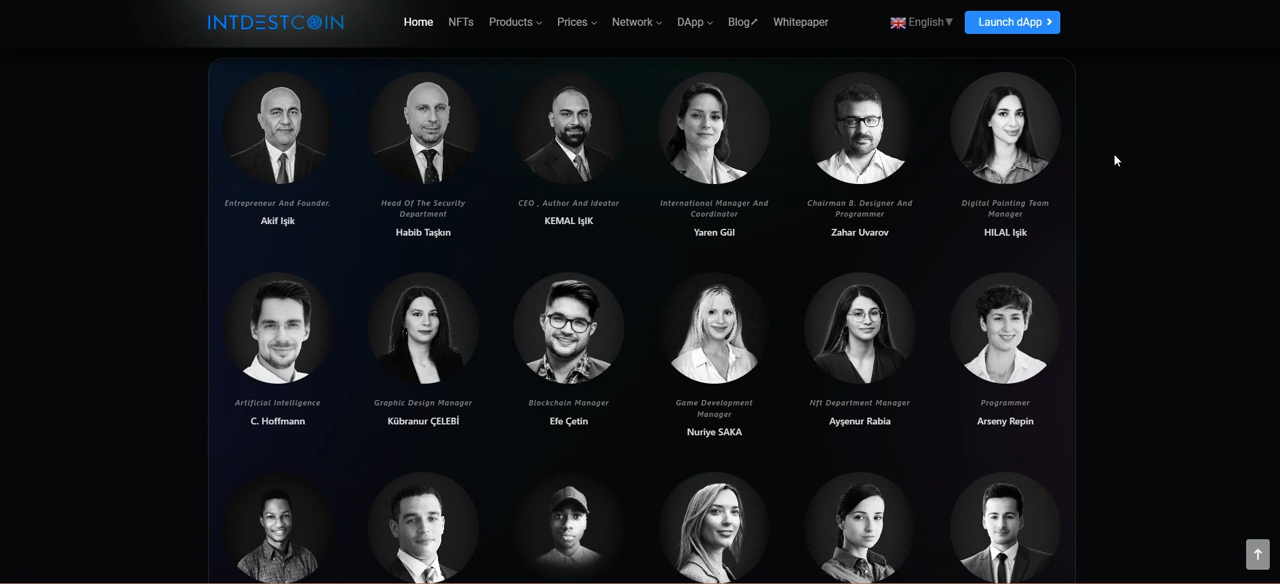 INTDESTCOIN Home NFTs Products Prices Network DApp Blog Whitepaper English▼ Launch dApp
Entrepreneur And Founder.
Akif Işik
Head Of The Security
Department
Habib Taşkın
CEO , Author And Ideator
KEMAL IşIK
International Manager And
Coordinator
Yaren Gül
Chairman B. Designer And
Programmer
Zahar Uvarov
Digital Painting Team
Manager
HILAL Işik
Artificial Intelligence
C. Hoffmann
Graphic Design Manager
Kübranur ÇELEBİ
Blockchain Manager
Efe Çetin
Game Development
Manager
Nuriye SAKA
Nft Department Manager
Ayşenur Rabia
Programmer
Arseny Repin